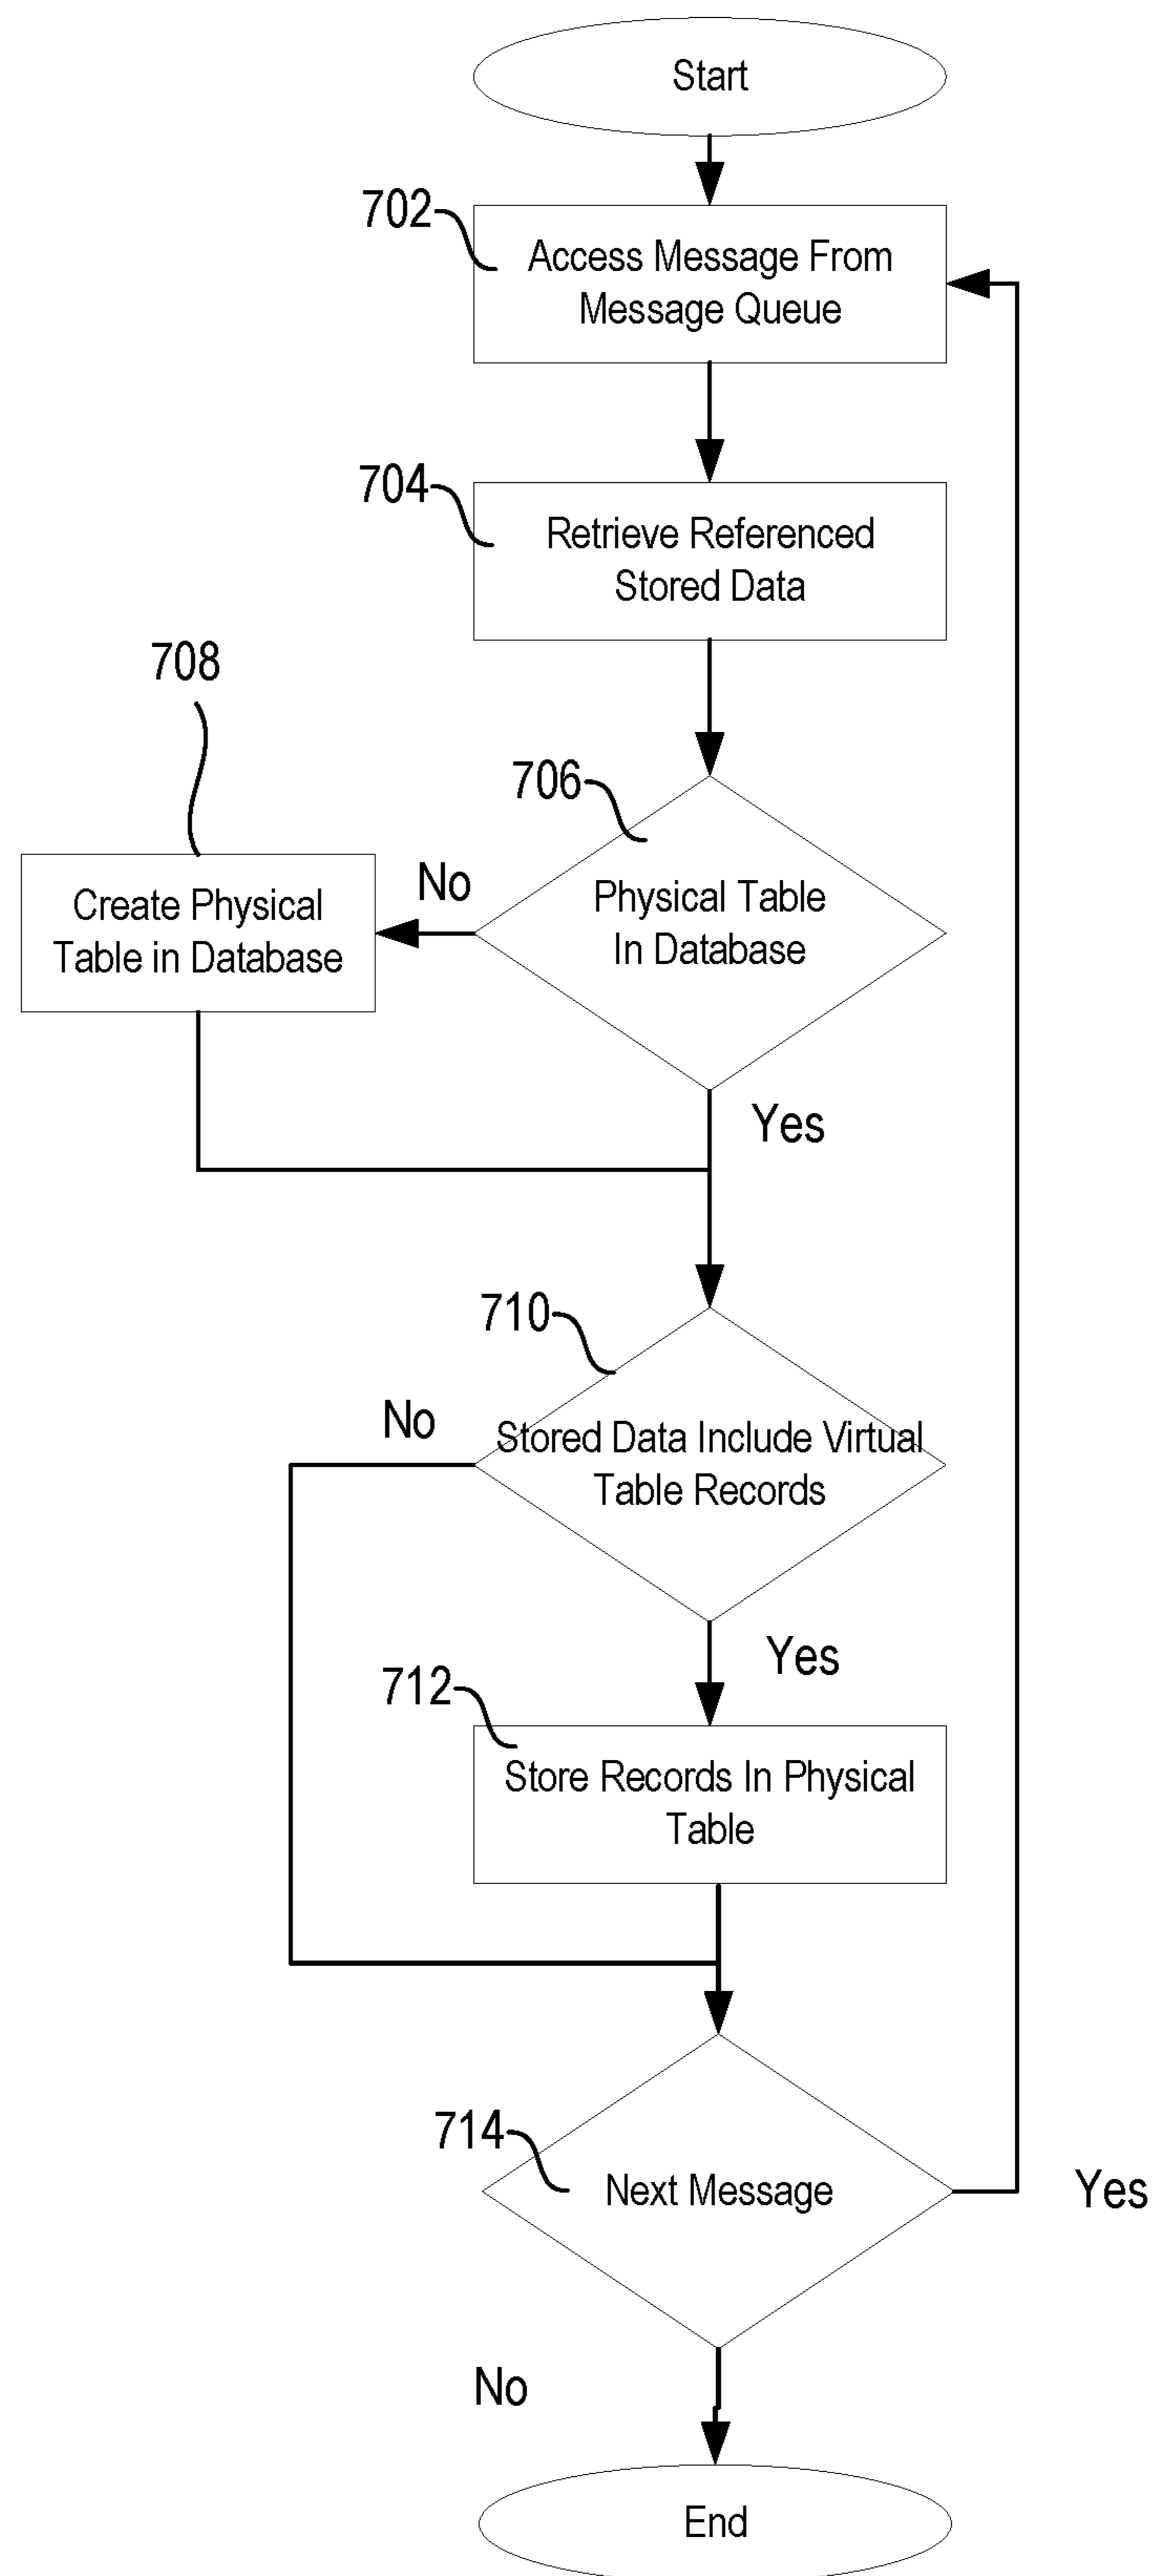 Start
702
Access Message From
Message Queue
704
Retrieve Referenced
Stored Data
708
706
Create Physical
Table in Database
No
Physical Table
In Database
Yes
710
No
Stored Data Include Virtual
Table Records
Yes
712
Store Records In Physical
Table
714
Next Message
Yes
No
End